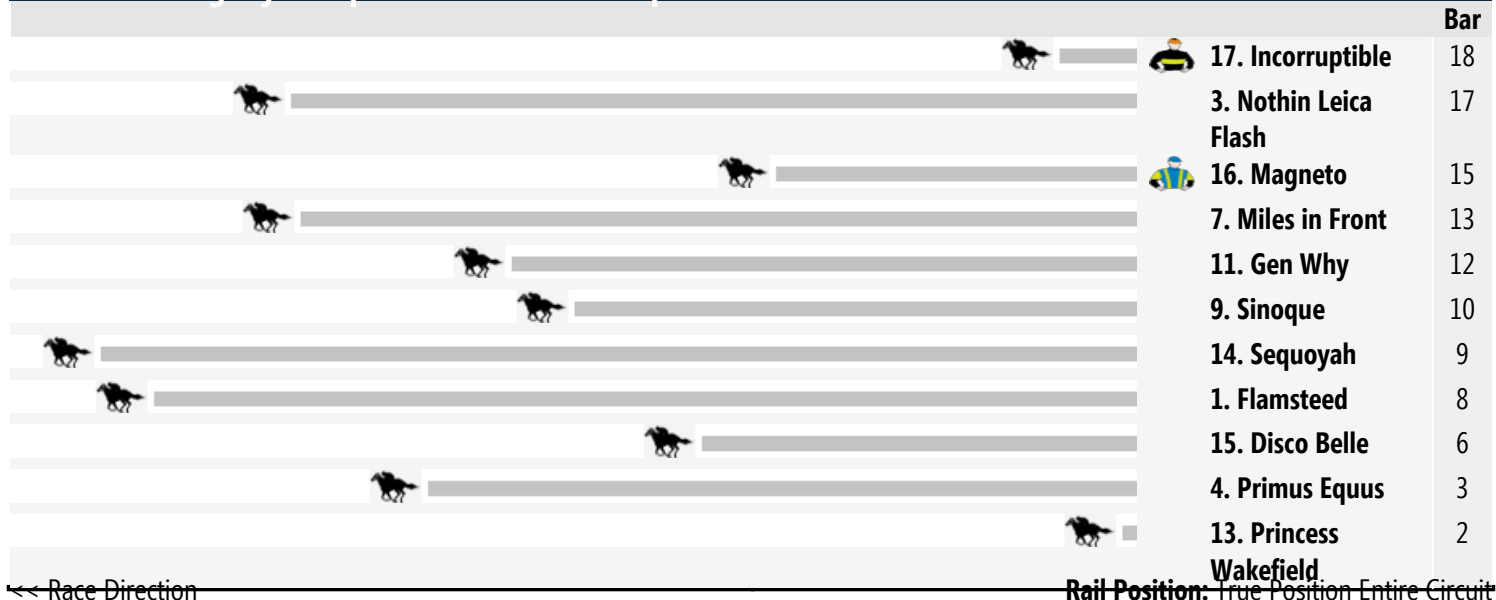 Bar
17. Incorruptible 18
3. Nothin Leica 17
Flash
16. Magneto 15
7. Miles in Front 13
11. Gen Why 12
9. Sinoque 10
14. Sequoyah 9
1. Flamsteed 8
15. Disco Belle 6
4. Primus Equus 3
13. Princess 2
Wakefield
<< Race Direction Rail Position: True Position Entire Circuit